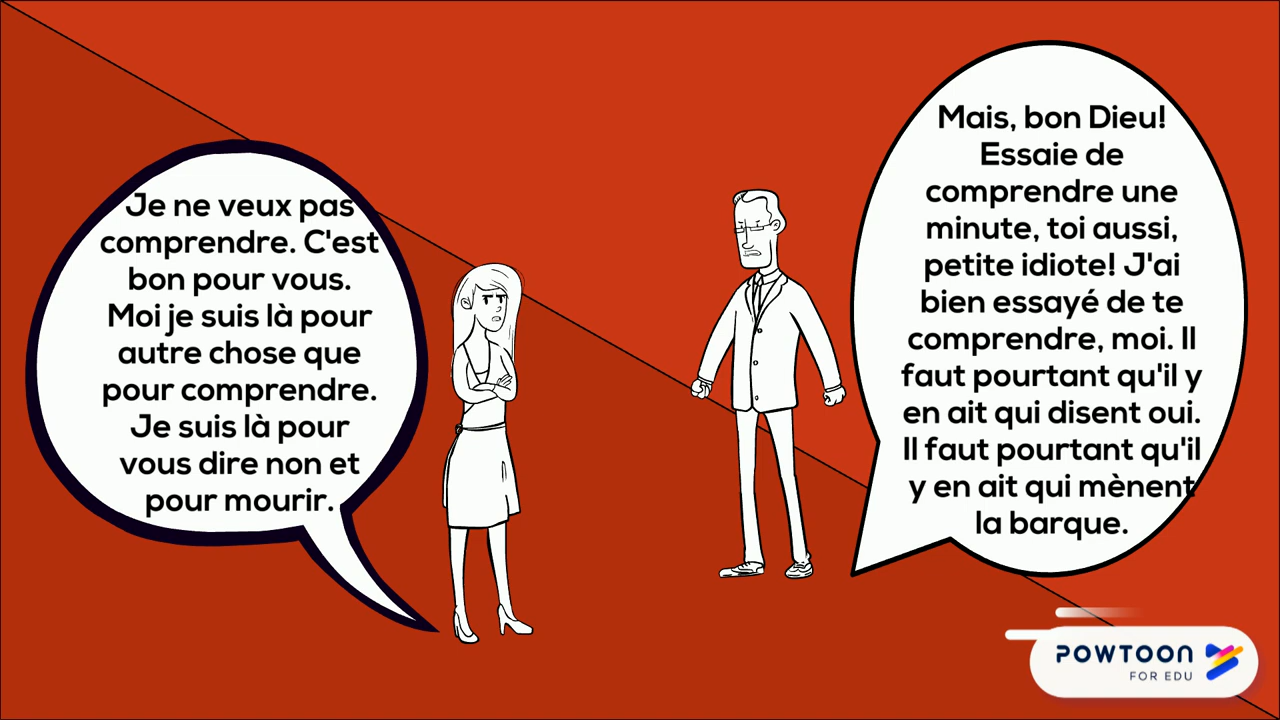 Je ne veux pas
comprendre. C'est
bon pour vous.
Moi je suis là pour
autre chose que
pour comprendre.
Je suis là pour
vous dire non et
pour mourir.
Mais, bon Dieu!
Essaie de
comprendre une
minute, toi aussi,
petite idiote! J'ai
bien essayé de te
comprendre, moi. Il
faut pourtant qu'il y
en ait qui disent oui.
Il faut pourtant qu'il
y en ait qui mènent
la barque.
POWTOON
FOR EDU